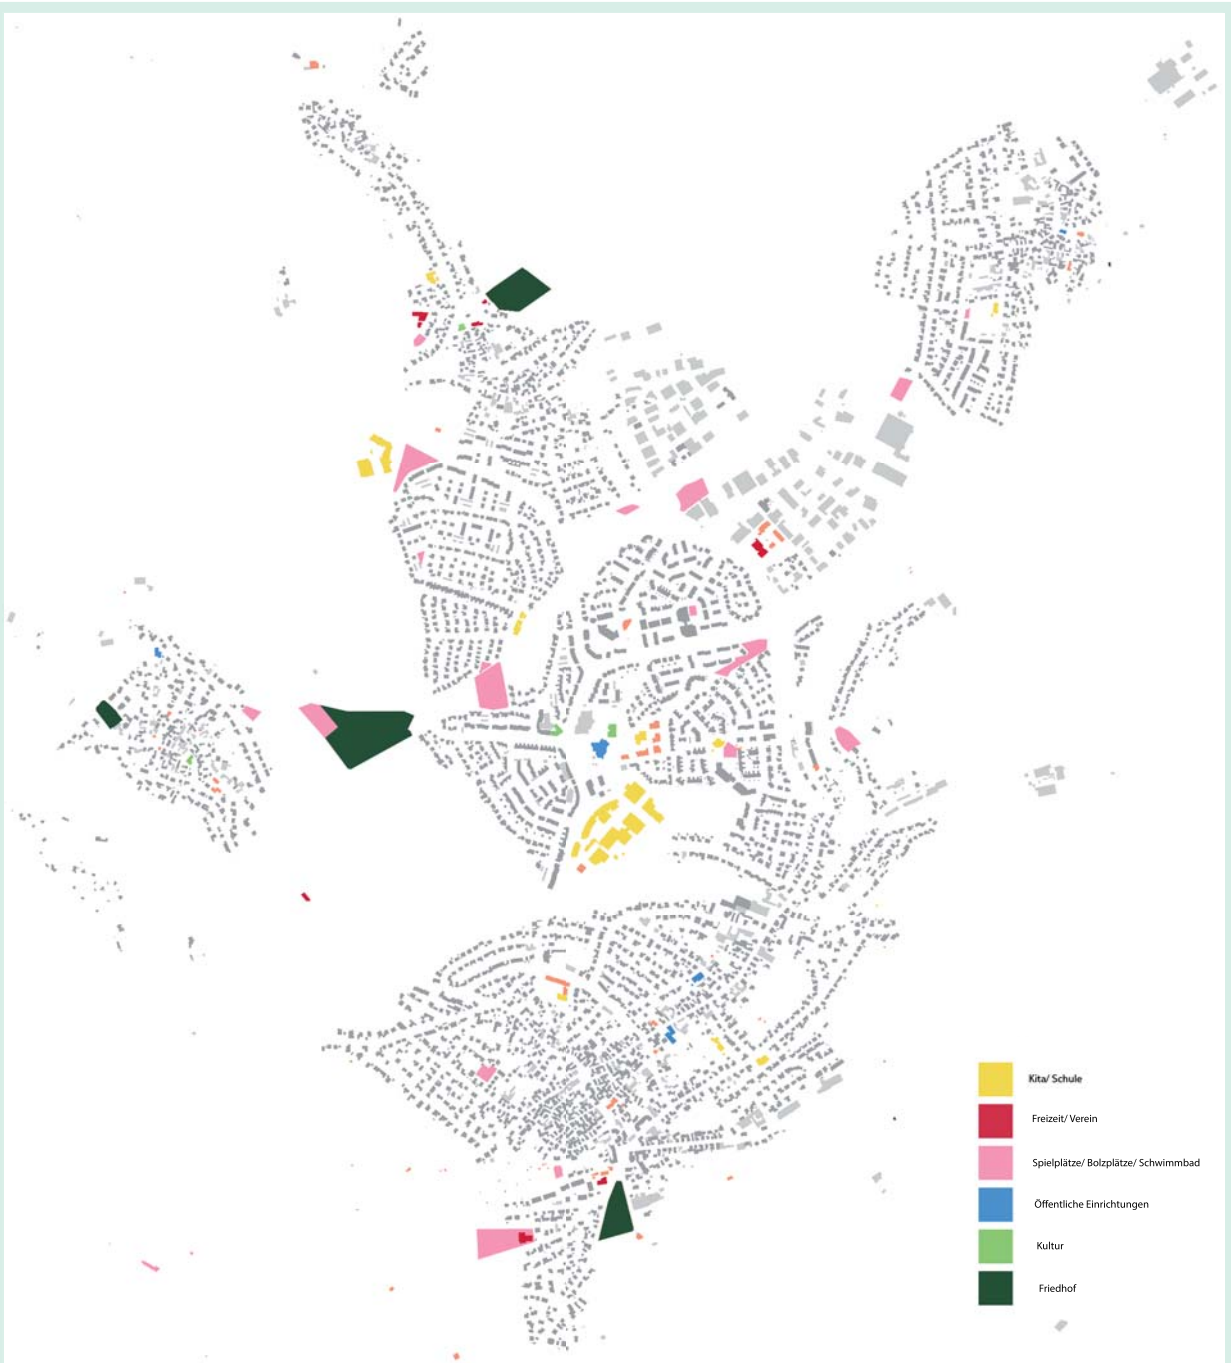 Kita/ Schule
Freizeit/ Verein
Spielplätze/ Bolzplätze/ Schwimmbad
Öffentliche Einrichtungen
Kultur
Friedhof